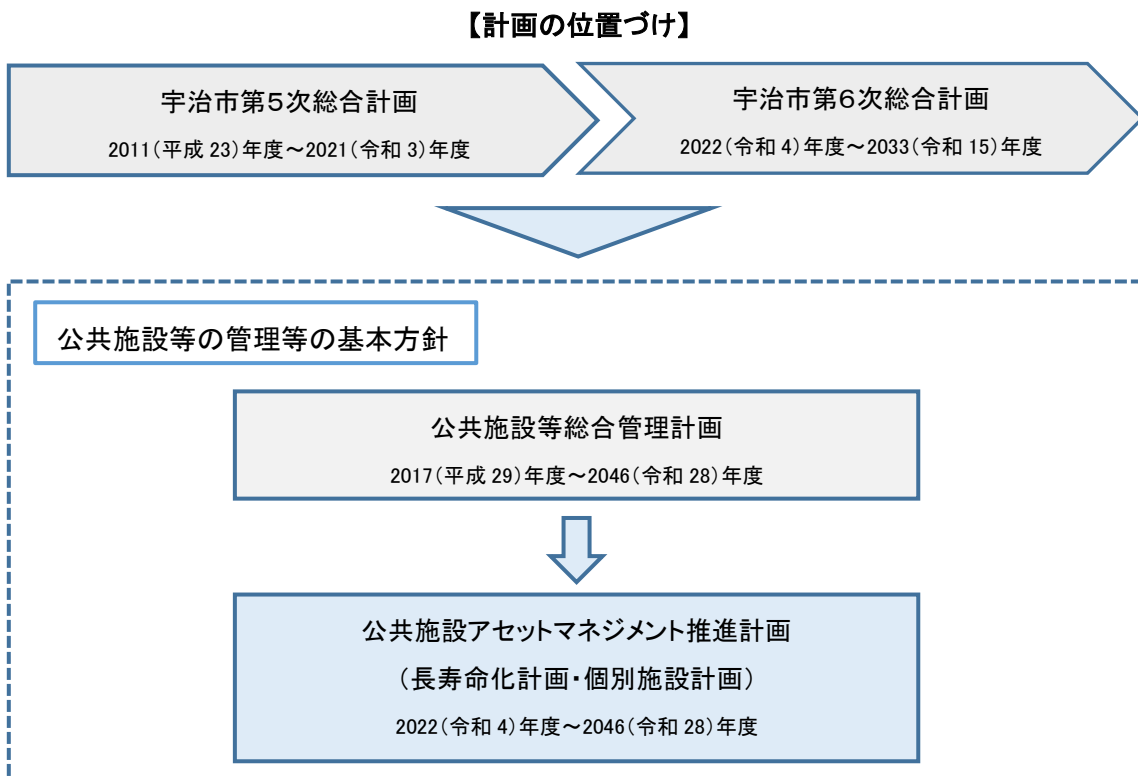 【計画の位置づけ】
宇治市第5次総合計画
2011(平成 23)年度～2021(令和 3)年度
宇治市第6次総合計画
2022(令和 4)年度～2033(令和 15)年度
公共施設等の管理等の基本方針
公共施設等総合管理計画
2017(平成 29)年度～2046(令和 28)年度
公共施設アセットマネジメント推進計画
(長寿命化計画・個別施設計画)
2022(令和 4)年度～2046(令和 28)年度